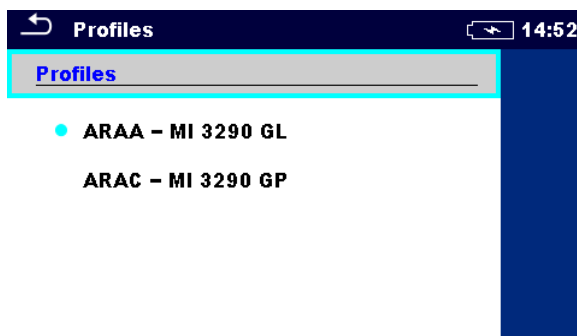 Profiles 14:52
Profiles
ARAA – MI 3290 GL
ARAC – MI 3290 GP